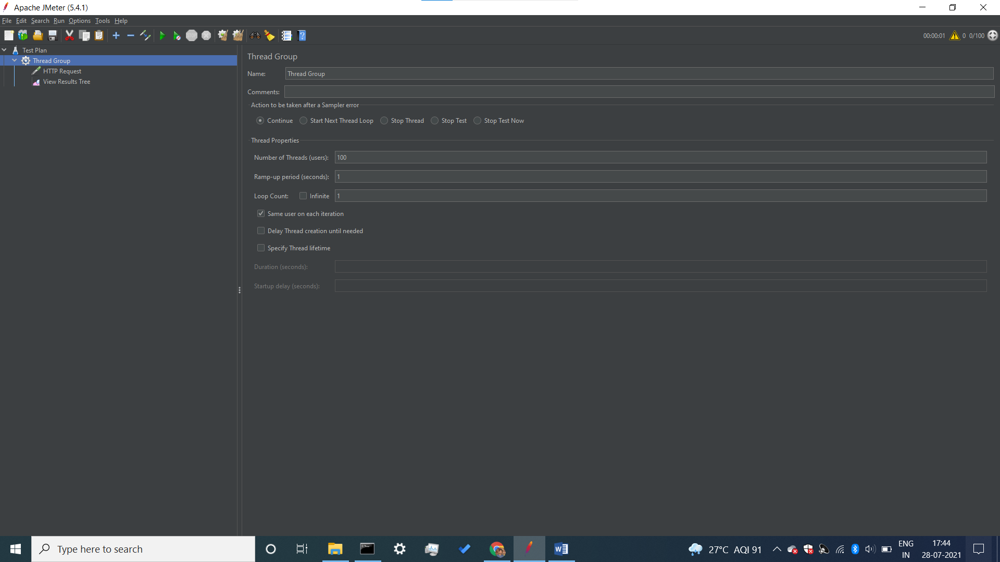 Apache JMeter (5.4.1)
File Edit Search Run Options Tools Help
00:00:01 0 0/100
Test Plan
Thread Group
HTTP Request
View Results Tree
Thread Group
Name: Thread Group
Comments:
Action to be taken after a Sampler error
Continue Start Next Thread Loop Stop Thread Stop Test Stop Test Now
Thread Properties
Number of Threads (users): 100
Ramp-up period (seconds): 1
Loop Count: Infinite 1
Same user on each iteration
Delay Thread creation until needed
Specify Thread lifetime
Duration (seconds):
Startup delay (seconds):
Type here to search
27°C AQI 91
ENG
IN
17:44
28-07-2021